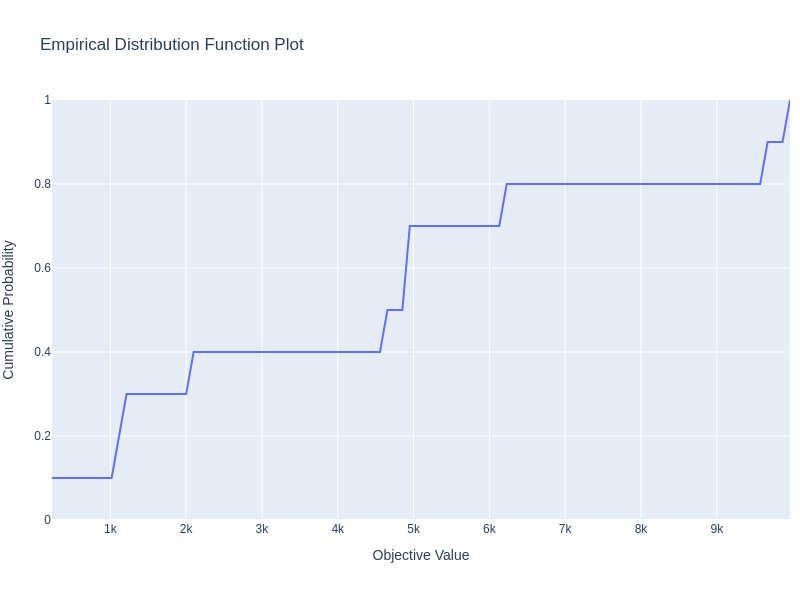 Empirical Distribution Function Plot
Cumulative Probability
1
0.8
0.6
0.4
0.2
0
1k 2k 3k 4k 5k 6k 7k 8k 9k
Objective Value